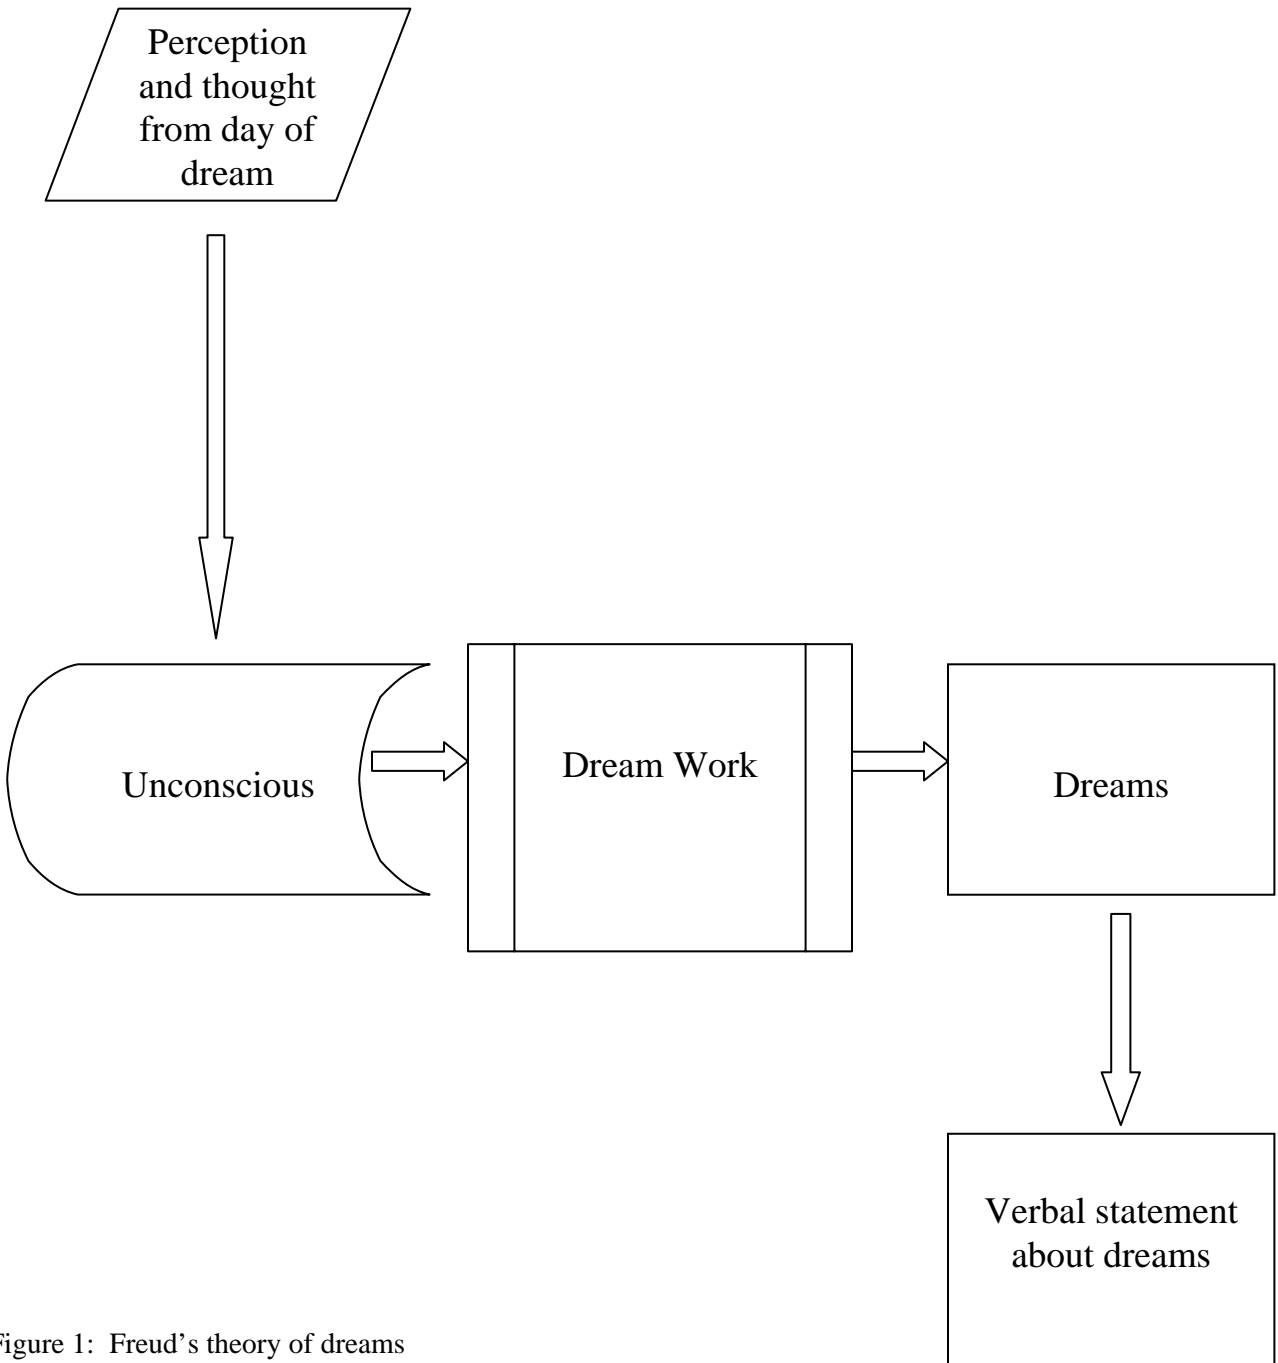 Perception
and thought
from day of
dream
Unconscious
Dream Work
Dreams
Verbal statement
about dreams
Figure 1: Freud's theory of dreams